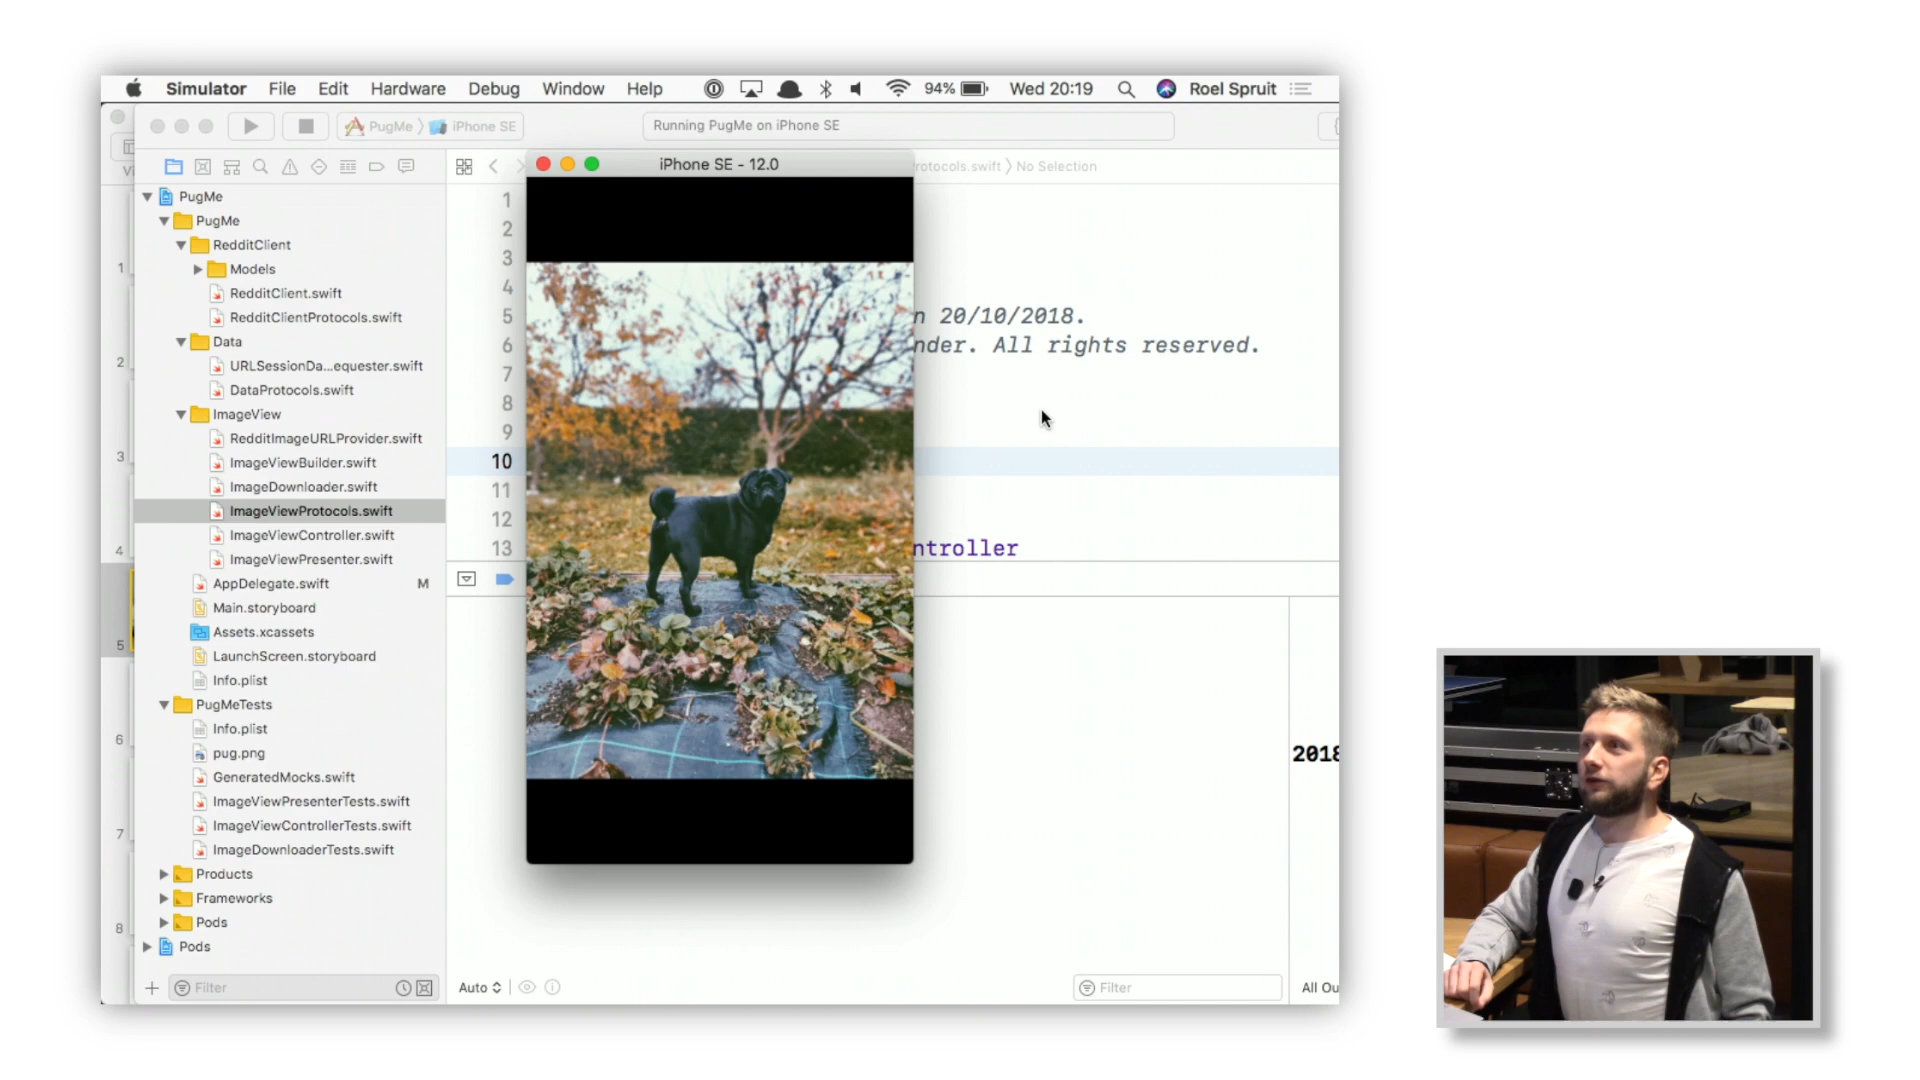 Simulator File Edit Hardware Debug Window Help 94% Wed 20:19 Roel Spruit
PugMe iPhone SE
Running PugMe on iPhone SE
iPhone SE - 12.0
rotocols.swift 〉 No Selection
PugMe
PugMe
RedditClient
Models
RedditClient.swift
RedditClientProtocols.swift
Data
URLSessionDa...equester.swift
DataProtocols.swift
ImageView
RedditImageURLProvider.swift
ImageViewBuilder.swift
ImageDownloader.swift
ImageViewProtocols.swift
ImageViewController.swift
ImageViewPresenter.swift
AppDelegate.swift M
Main.storyboard
Assets.xcassets
LaunchScreen.storyboard
Info.plist
PugMeTests
Info.plist
pug.png
GeneratedMocks.swift
ImageViewPresenterTests.swift
ImageViewControllerTests.swift
ImageDownloaderTests.swift
Products
Frameworks
Pods
Pods
Filter
1
2
3
4
5
6
7
8
1
2
3
4
5 n 20/10/2018.
6 nder. All rights reserved.
7
8
9
10
11
12
13 ntroller
2018
Auto
Filter
All Ou